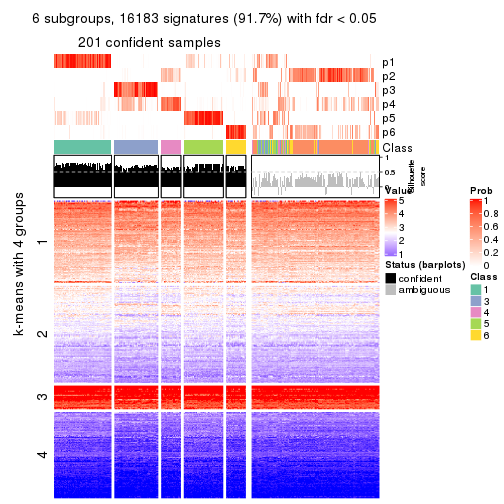 6 subgroups, 16183 signatures (91.7%) with fdr < 0.05
201 confident samples
p1
p2
p3
p4
p5
p6
Class
1
0.5
0
Silhouette
score
k-means with 4 groups
1
2
3
4
Value
5
4
3
2
1
Status (barplots)
confident
ambiguous
Prob
1
0.8
0.6
0.4
0.2
0
Class
1
3
4
5
6